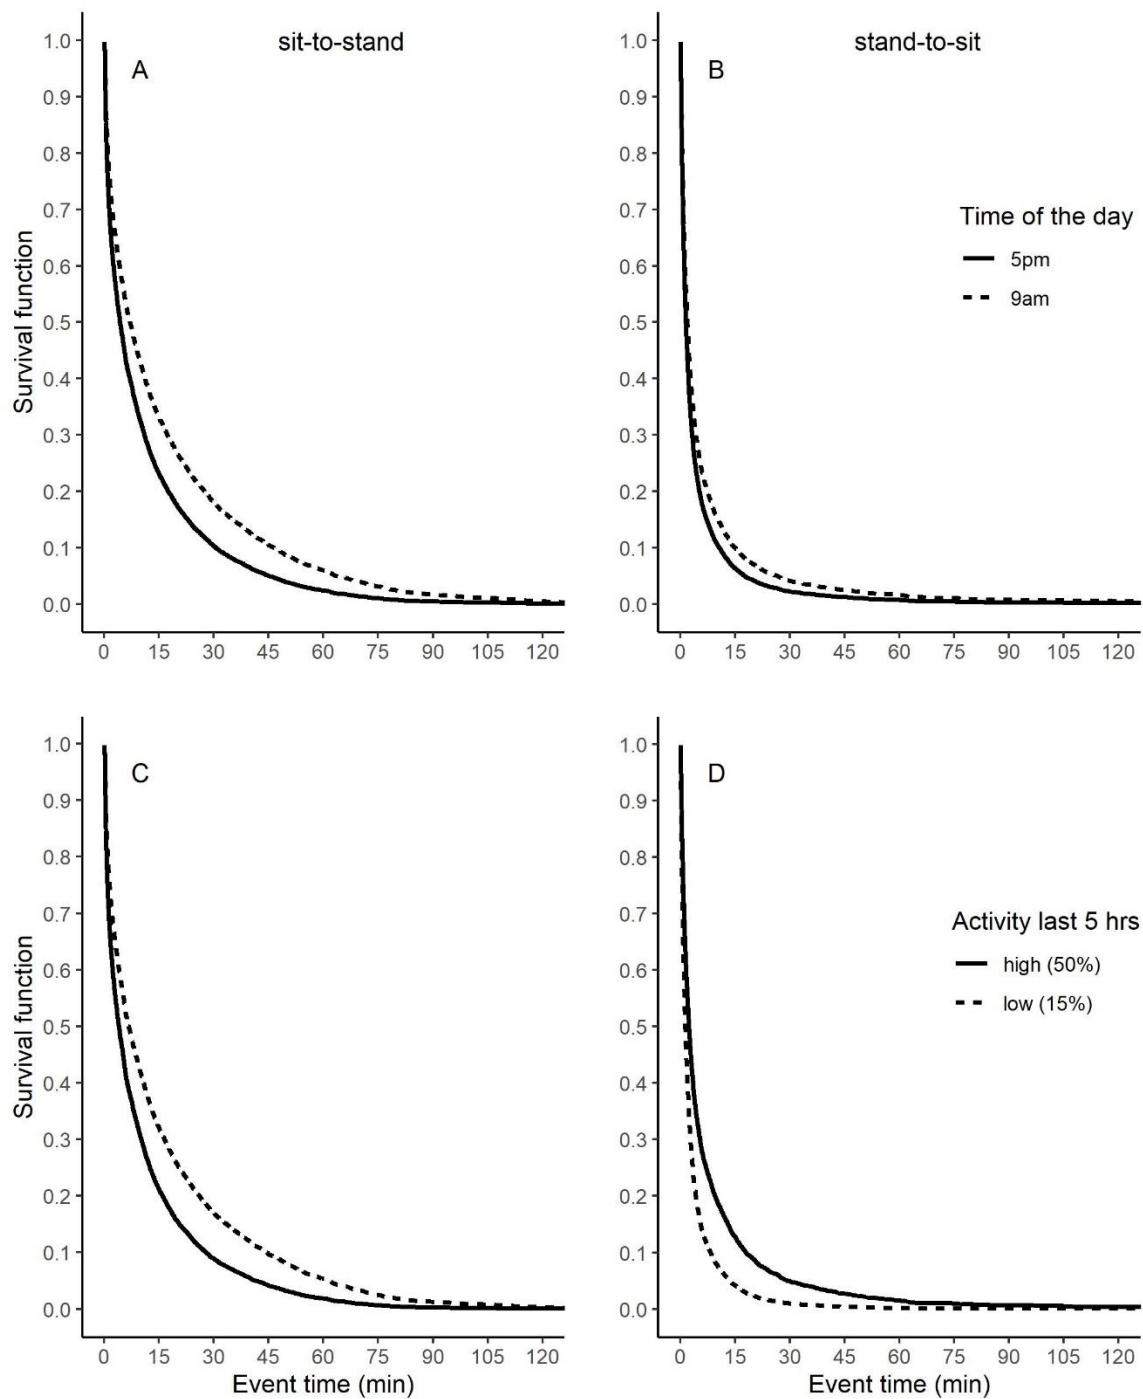 sit-to-stand
A
1.0
0.9
0.8
0.7
0.6
0.5
0.4
0.3
0.2
0.1
0.0
Survival function
0 15 30 45 60 75 90 105 120
stand-to-sit
B
1.0
0.9
0.8
0.7
0.6
0.5
0.4
0.3
0.2
0.1
0.0
0 15 30 45 60 75 90 105 120
Time of the day
5pm
9am
C
1.0
0.9
0.8
0.7
0.6
0.5
0.4
0.3
0.2
0.1
0.0
Survival function
0 15 30 45 60 75 90 105 120
Event time (min)
D
1.0
0.9
0.8
0.7
0.6
0.5
0.4
0.3
0.2
0.1
0.0
0 15 30 45 60 75 90 105 120
Event time (min)
Activity last 5 hrs
high (50%)
low (15%)